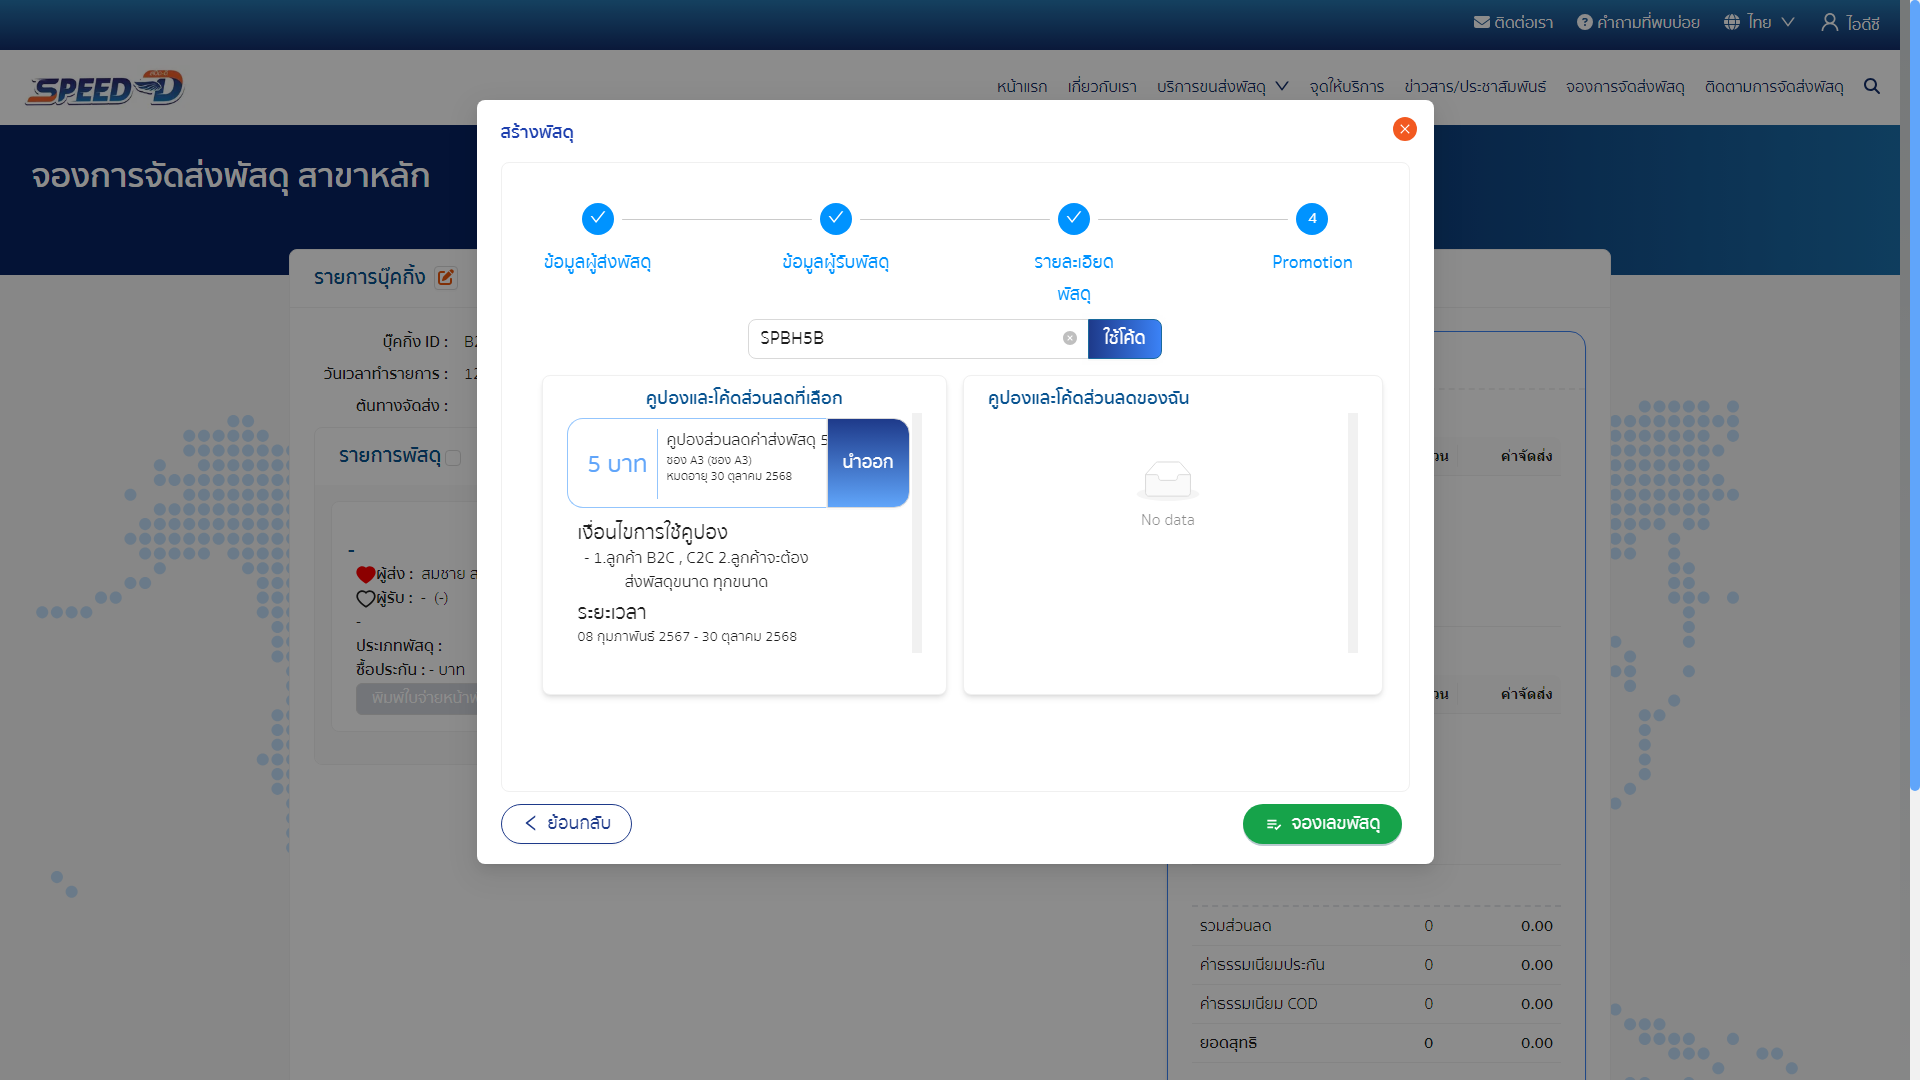 ติดต่อเรา
คำถามที่พบบ่อย
ไทย
ไอดีซี
SPEED-D
หน้าแรก
เกี่ยวกับเรา
บริการขนส่งพัสดุ
จุดให้บริการ
ข่าวสาร/ประชาสัมพันธ์
จองการจัดส่งพัสดุ
ติดตามการจัดส่งพัสดุ
จองการจัดส่งพัสดุ สาขาหลัก
รายการบุ๊คกิ้ง
บุ๊คกิ้ง ID :
วันเวลาทำรายการ : 12
ต้นทางจัดส่ง :
รายการพัสดุ
-
ผู้ส่ง : สมชาย
ผู้รับ : - (-)
-
ประเภทพัสดุ :
ซื้อประกัน : - บาท
สร้างพัสดุ
ข้อมูลผู้ส่งพัสดุ
ข้อมูลผู้รับพัสดุ
รายละเอียด
พัสดุ
4
Promotion
SPBH5B
ใช้โค้ด
คูปองและโค้ดส่วนลดที่เลือก
5 บาท
คูปองส่วนลดค่าส่งพัสดุ 5
ซอง A3 (ซอง A3)
หมดอายุ 30 ตุลาคม 2568
นำออก
เงื่อนไขการใช้คูปอง
- 1.ลูกค้า B2C , C2C 2.ลูกค้าจะต้อง
ส่งพัสดุขนาด ทุกขนาด
ระยะเวลา
08 กุมภาพันธ์ 2567 - 30 ตุลาคม 2568
คูปองและโค้ดส่วนลดของฉัน
No data
ย้อนกลับ
จองเลขพัสดุ
ค่าจัดส่ง
ค่าจัดส่ง
รวมส่วนลด 0 0.00
ค่าธรรมเนียมประกัน 0 0.00
ค่าธรรมเนียม COD 0 0.00
ยอดสุทธิ 0 0.00